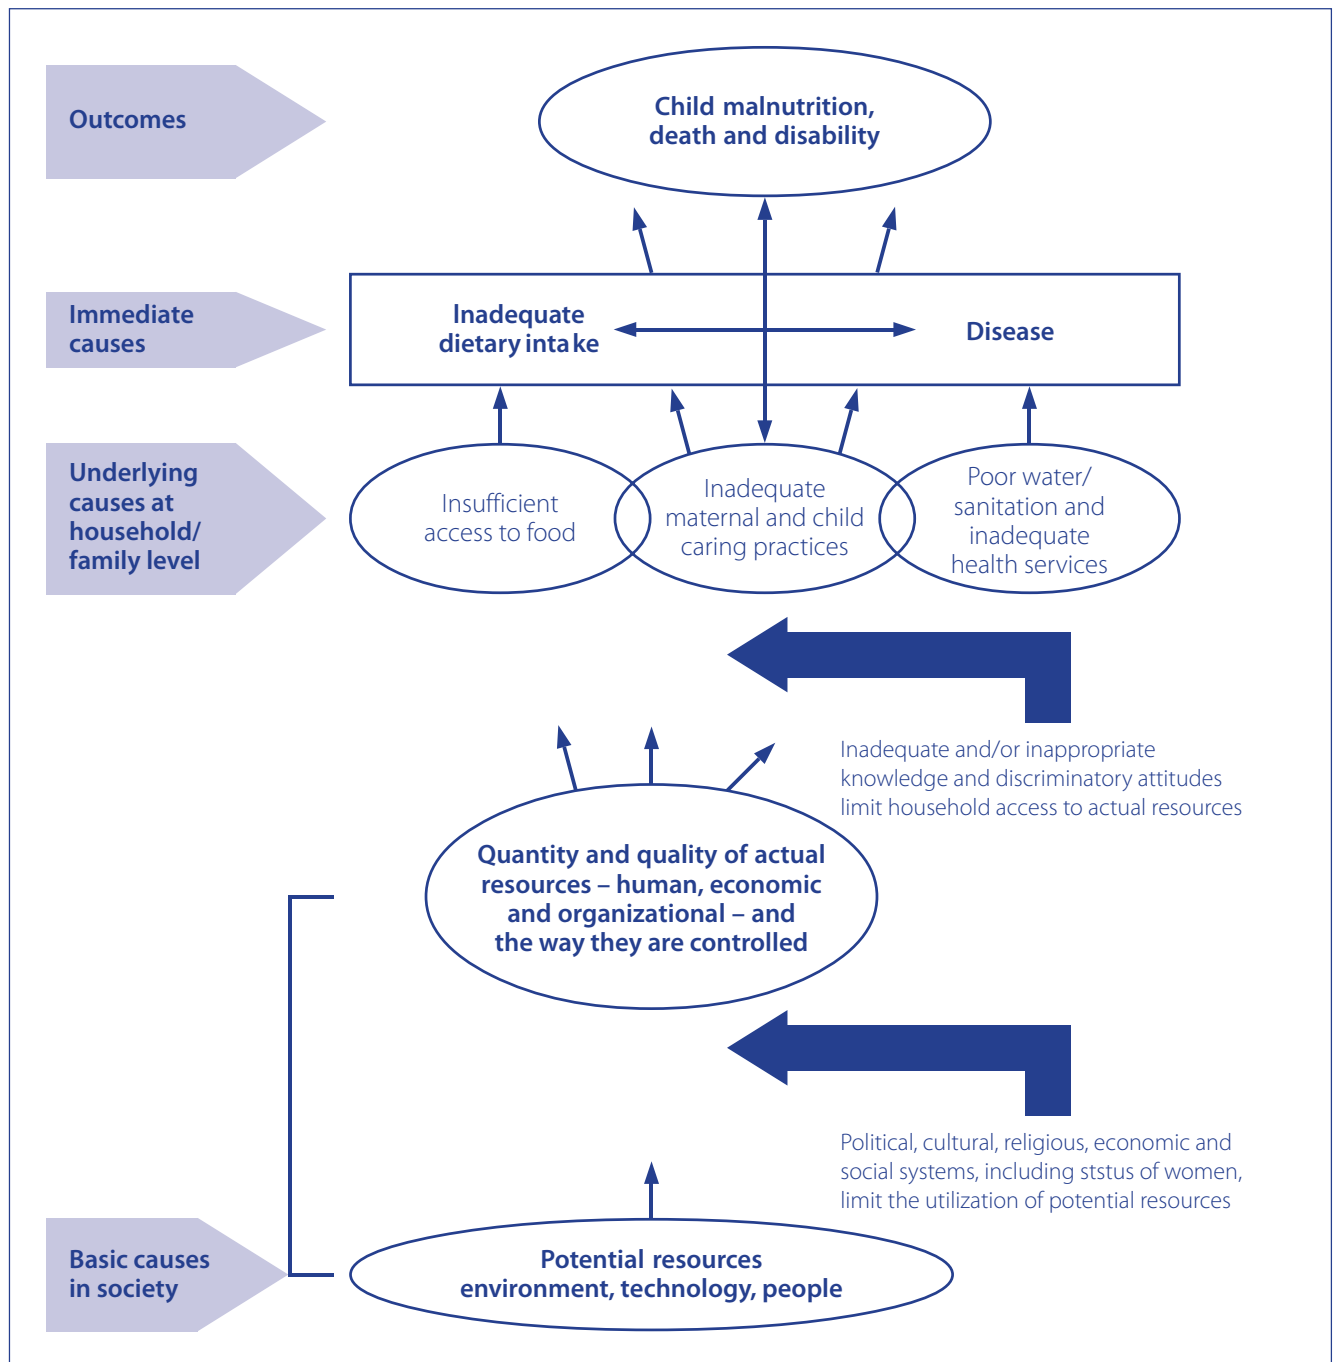 Outcomes
Child malnutrition,
death and disability
Immediate
causes
Inadequate
dietary intake
Disease
Underlying
causes at
household/
family level
Insufficient
access to food
Inadequate
maternal and child
caring practices
Poor water/
sanitation and
inadequate
health services
Inadequate and/or inappropriate
knowledge and discriminatory attitudes
limit household access to actual resources
Quantity and quality of actual
resources – human, economic
and organizational – and
the way they are controlled
Political, cultural, religious, economic and
social systems, including ststus of women,
limit the utilization of potential resources
Basic causes
in society
Potential resources
environment, technology, people